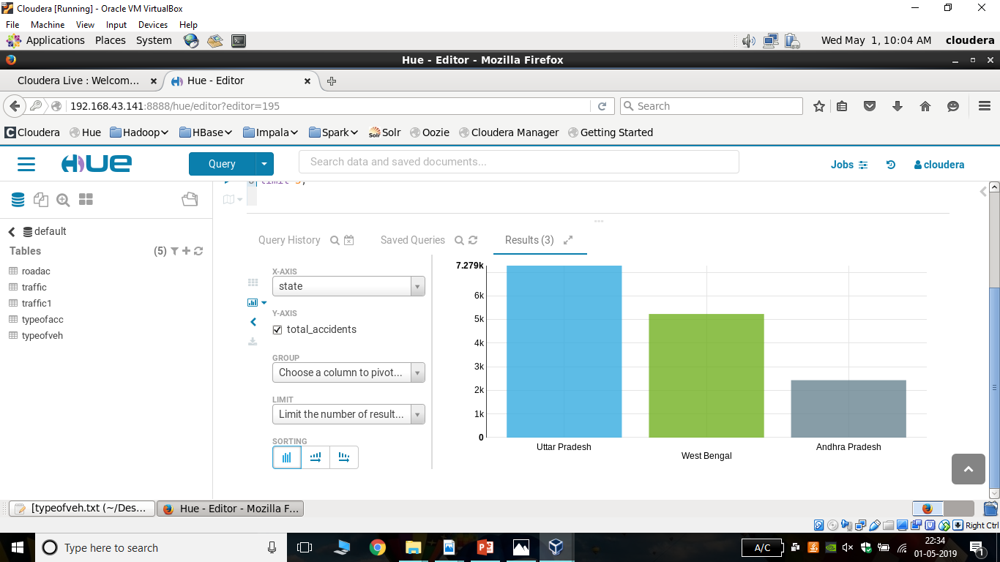 Cloudera [Running] - Oracle VM VirtualBox
File Machine View Input Devices Help
Applications Places System Wed May 1, 10:04 AM cloudera
Hue - Editor - Mozilla Firefox
Cloudera Live : Welcom... Hue - Editor
192.168.43.141:8888/hue/editor?editor=195 Search
Cloudera Hue Hadoop HBase Impala Spark Solr Oozie Cloudera Manager Getting Started
HUE Query Search data and saved documents... Jobs cloudera
default
Tables (5)
roadac
traffic
traffic1
typeofacc
typeofveh
Query History Saved Queries Results (3)
X-AXIS
state
Y-AXIS
total_accidents
GROUP
Choose a column to pivot...
LIMIT
Limit the number of result...
SORTING
7.279k
6k
5k
4k
3k
2k
1k
0
Uttar Pradesh West Bengal Andhra Pradesh
[typeofveh.txt (~/Des... Hue - Editor - Mozilla F...
Right Ctrl
Type here to search A/C 22:34
01-05-2019
1